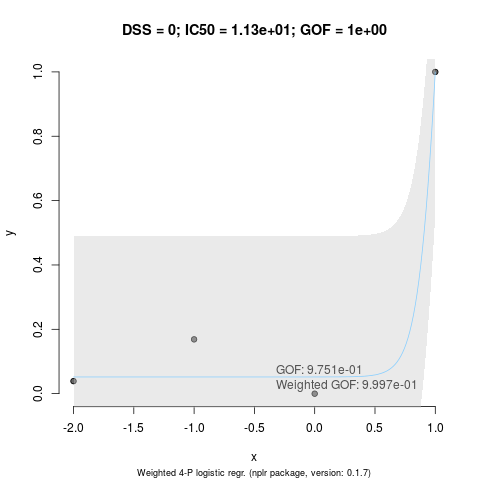 DSS = 0; IC50 = 1.13e+01; GOF = 1e+00
1.0
0.8
0.6
0.4
0.2
0.0
y
GOF: 9.751e-01
Weighted GOF: 9.997e-01
-2.0 -1.5 -1.0 -0.5 0.0 0.5 1.0
x
Weighted 4-P logistic regr. (nplr package, version: 0.1.7)